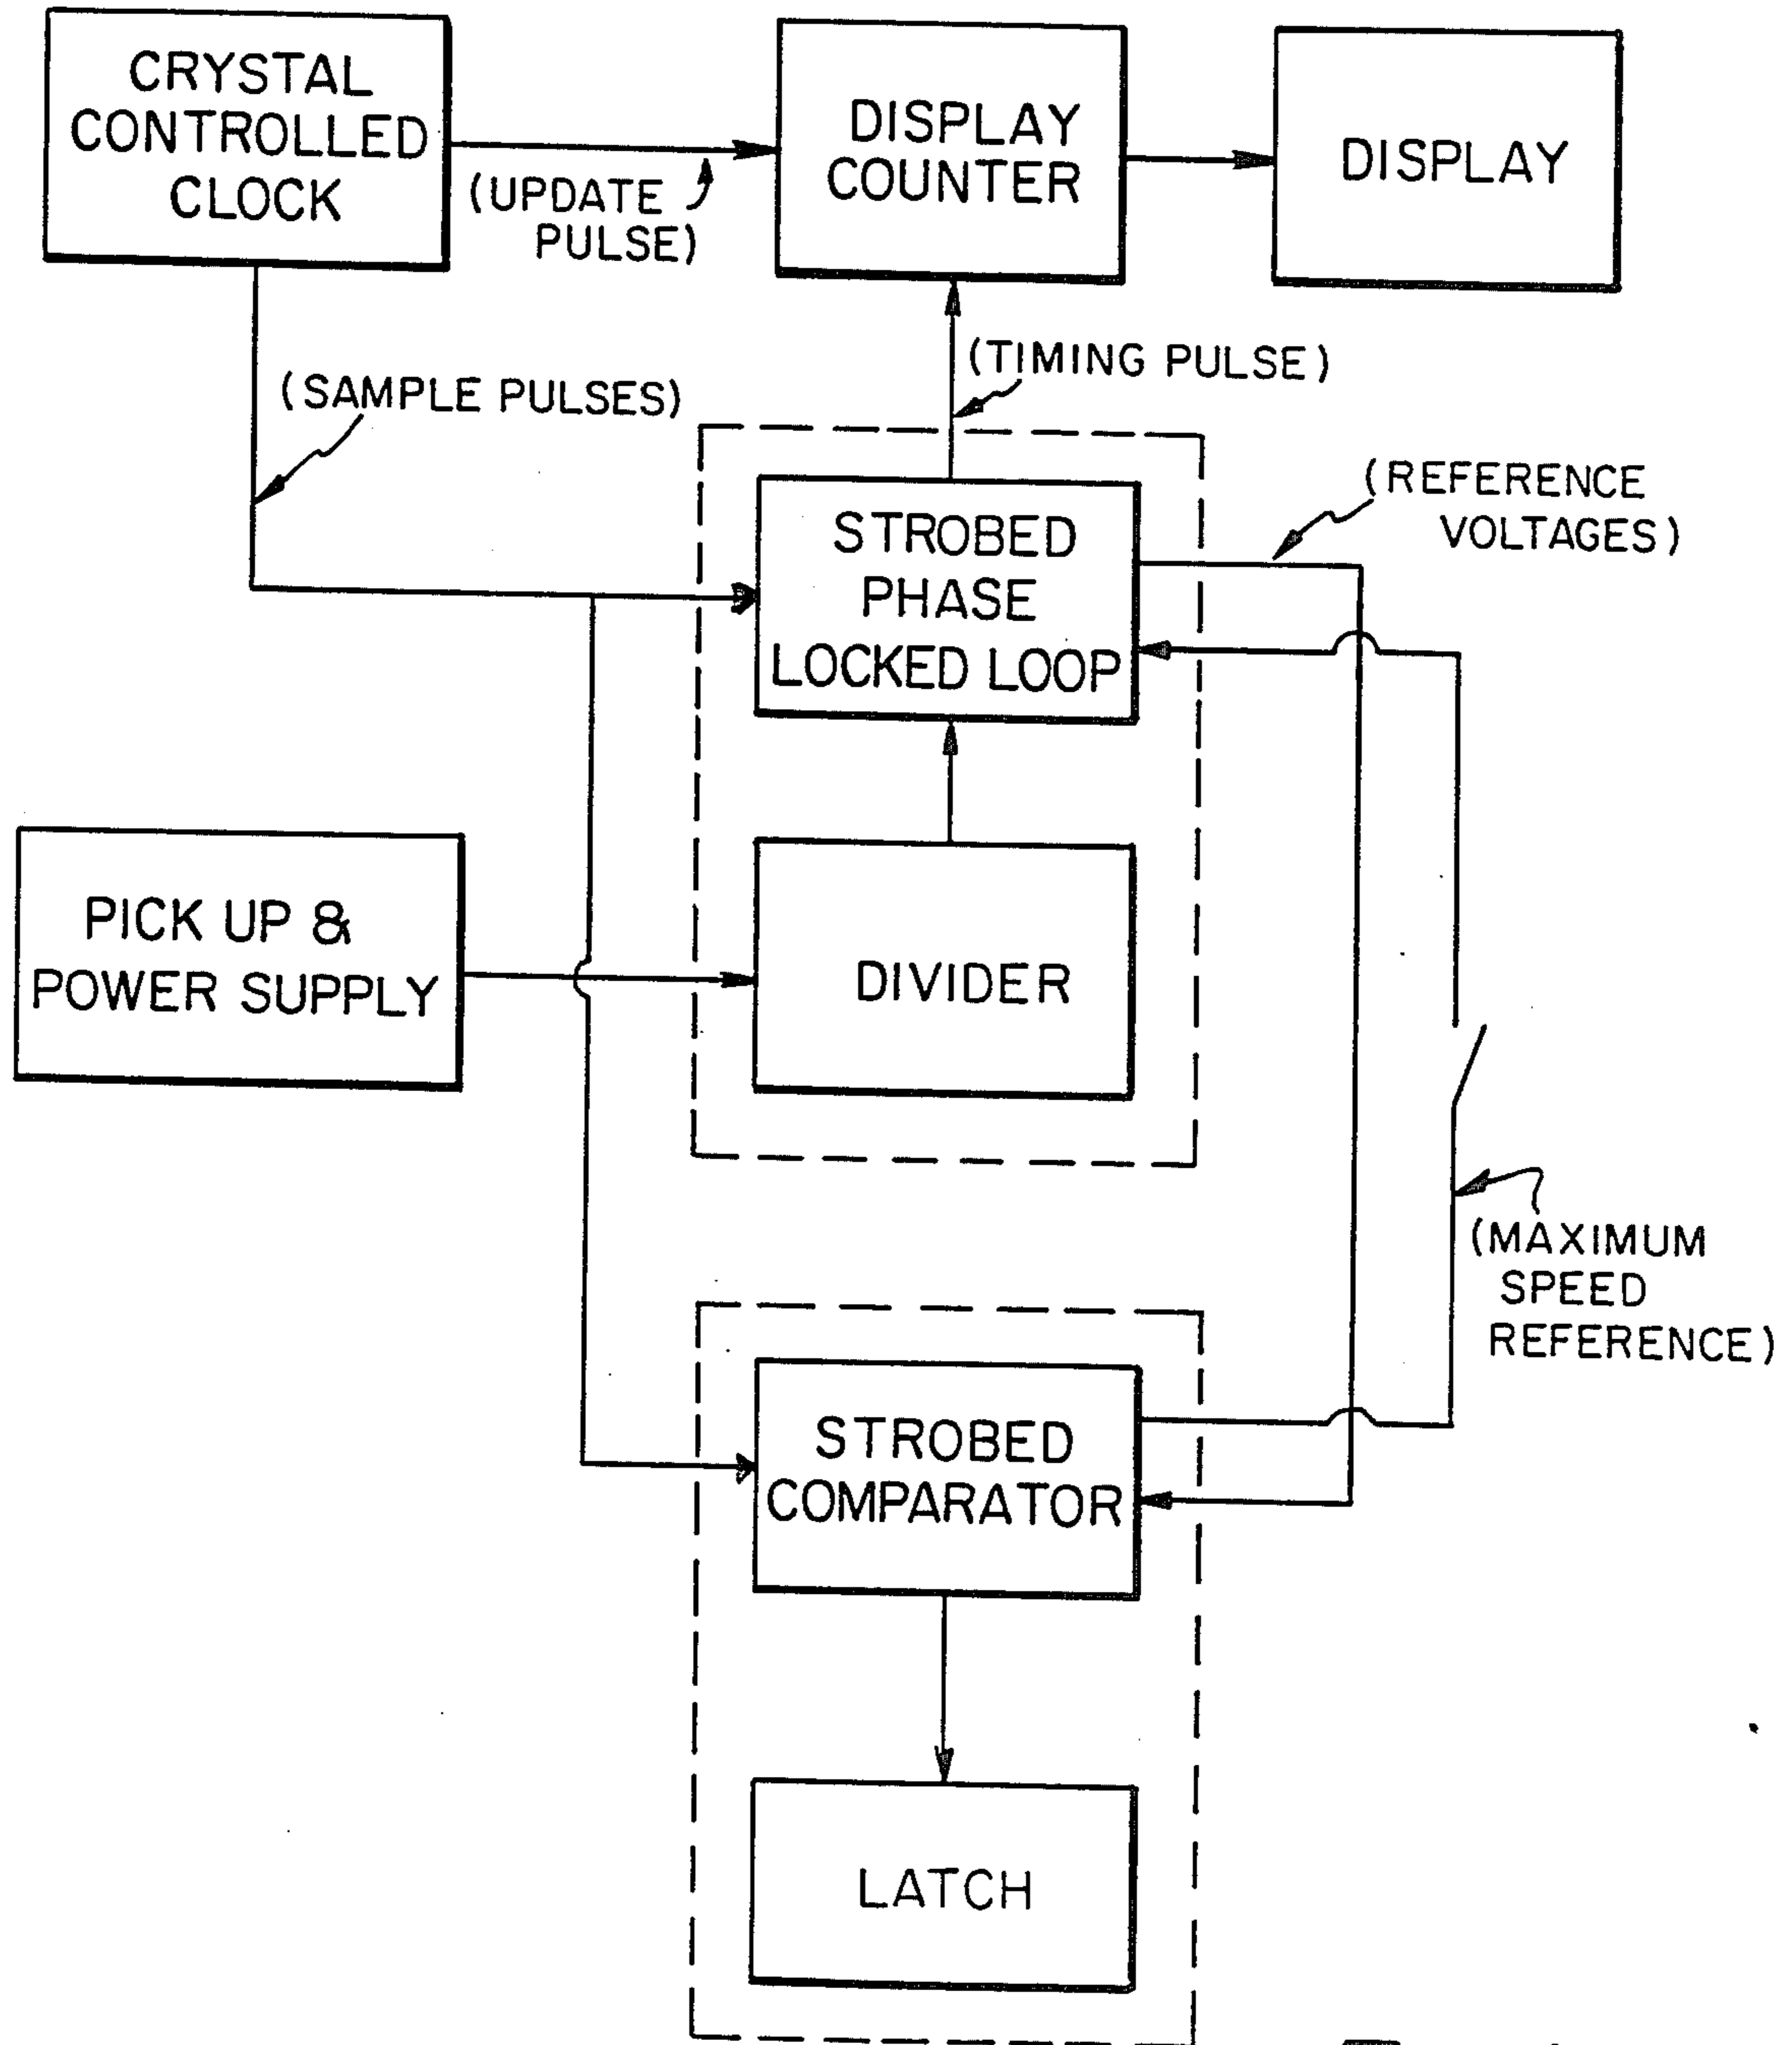 CRYSTAL
CONTROLLED
CLOCK
(UPDATE
PULSE)
DISPLAY
COUNTER
DISPLAY
(SAMPLE PULSES)
(TIMING PULSE)
STROBED
PHASE
LOCKED LOOP
(REFERENCE
VOLTAGES)
PICK UP &
POWER SUPPLY
DIVIDER
(MAXIMUM
SPEED
REFERENCE)
STROBED
COMPARATOR
LATCH